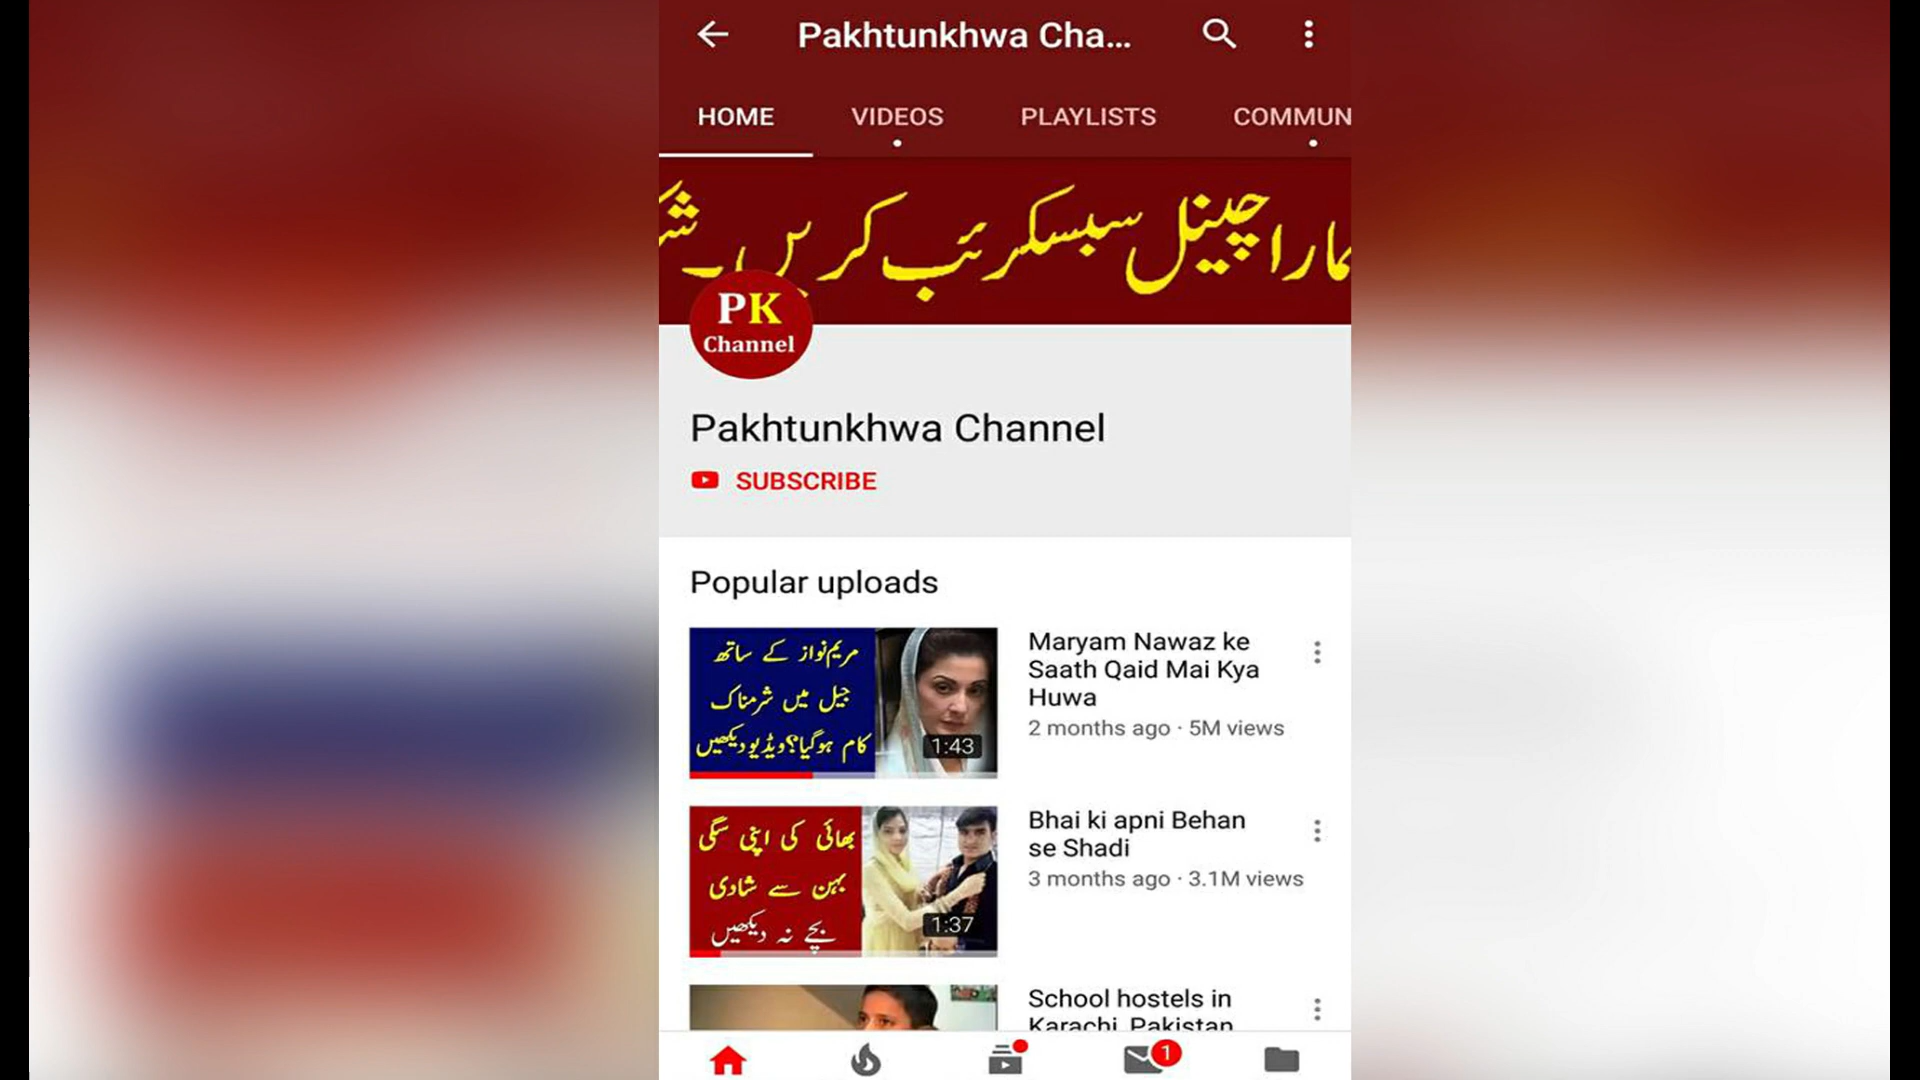 Pakhtunkhwa Cha...
HOME VIDEOS PLAYLISTS COMMUN
ہمارا چینل سبسکرائب کریں۔
PK
Channel
Pakhtunkhwa Channel
SUBSCRIBE
Popular uploads
مریم نواز کے ساتھ
جیل میں شرمناک
کام ہوگیا؟ ویڈیو دیکھیں
1:43
Maryam Nawaz ke
Saath Qaid Mai Kya
Huwa
2 months ago · 5M views
بھائی کی اپنی سگی
بہن سے شادی
بچے نہ دیکھیں
1:37
Bhai ki apni Behan
se Shadi
3 months ago · 3.1M views
School hostels in
Karachi, Pakistan
1